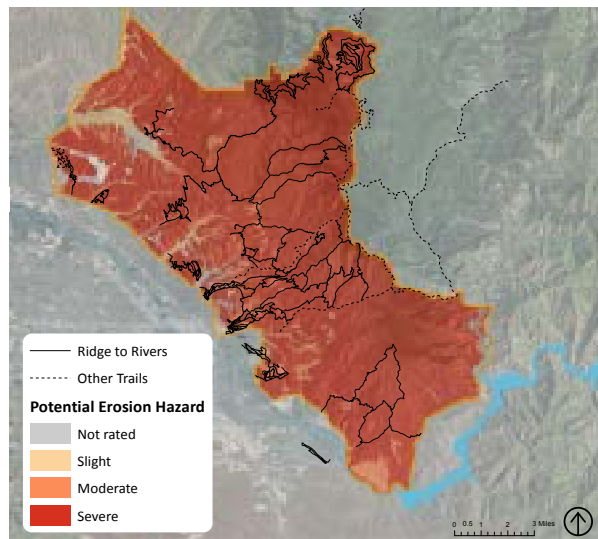 Ridge to Rivers
Other Trails
Potential Erosion Hazard
Not rated
Slight
Moderate
Severe
0 0.5 1 2 3 Miles